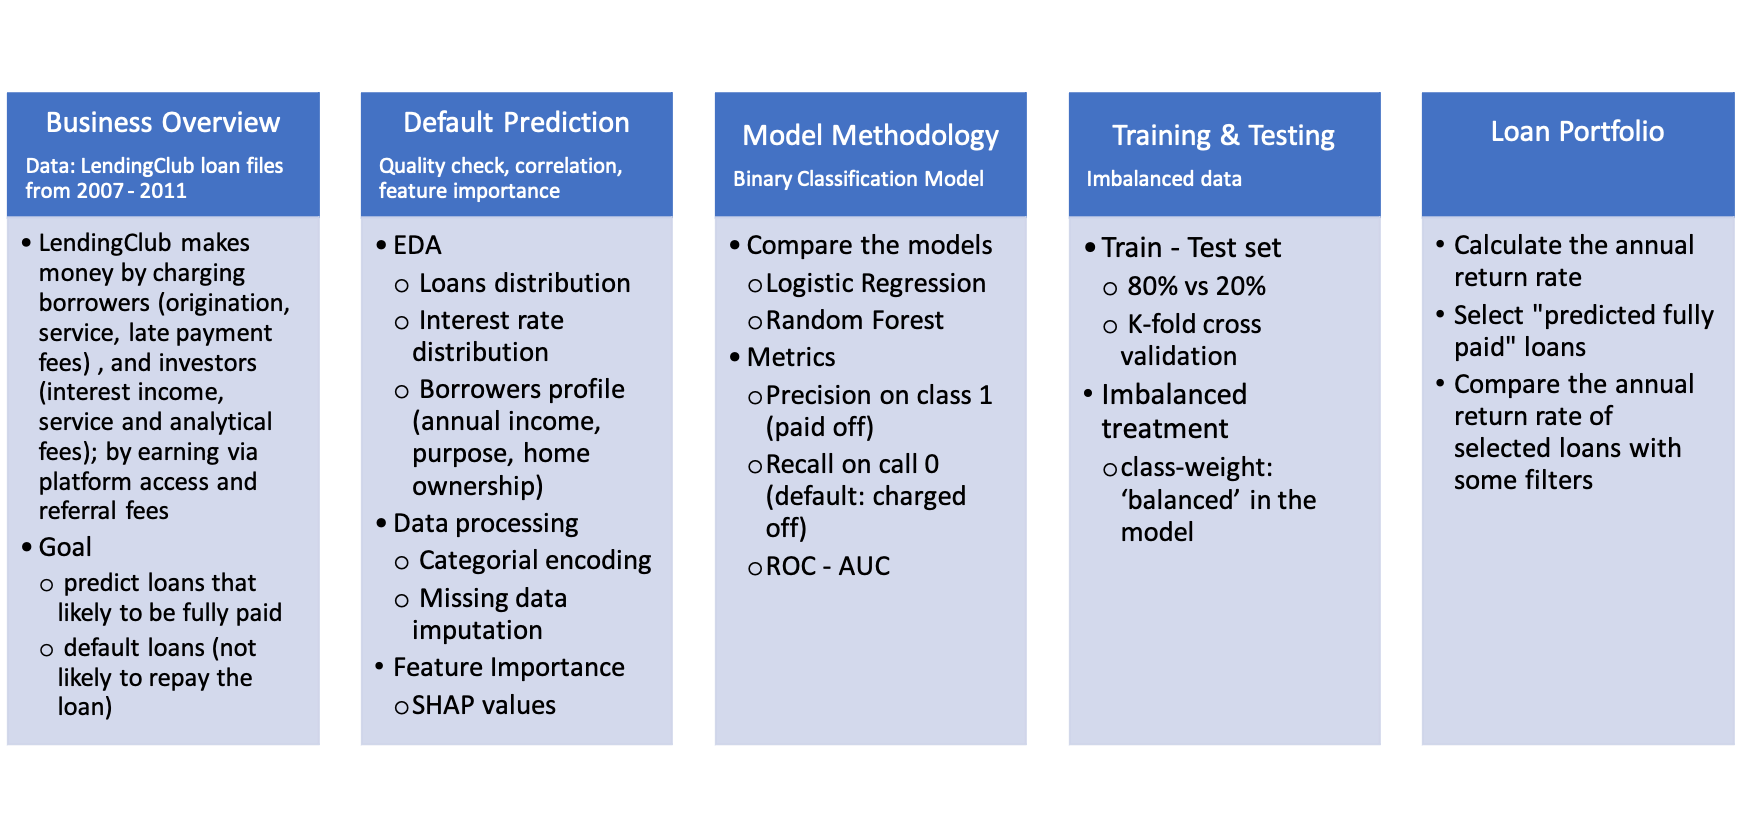 Business Overview
Data: LendingClub loan files
from 2007 - 2011
• LendingClub makes
money by charging
borrowers (origination,
service, late payment
fees) , and investors
(interest income,
service and analytical
fees); by earning via
platform access and
referral fees
• Goal
o predict loans that
likely to be fully paid
o default loans (not
likely to repay the
loan)
Default Prediction
Quality check, correlation,
feature importance
• EDA
o Loans distribution
o Interest rate
distribution
o Borrowers profile
(annual income,
purpose, home
ownership)
• Data processing
o Categorial encoding
o Missing data
imputation
• Feature Importance
o SHAP values
Model Methodology
Binary Classification Model
• Compare the models
o Logistic Regression
o Random Forest
• Metrics
o Precision on class 1
(paid off)
o Recall on call 0
(default: charged
off)
o ROC - AUC
Training & Testing
Imbalanced data
• Train - Test set
o 80% vs 20%
o K-fold cross
validation
• Imbalanced
treatment
o class-weight:
‘balanced’ in the
model
Loan Portfolio
• Calculate the annual
return rate
• Select "predicted fully
paid" loans
• Compare the annual
return rate of
selected loans with
some filters